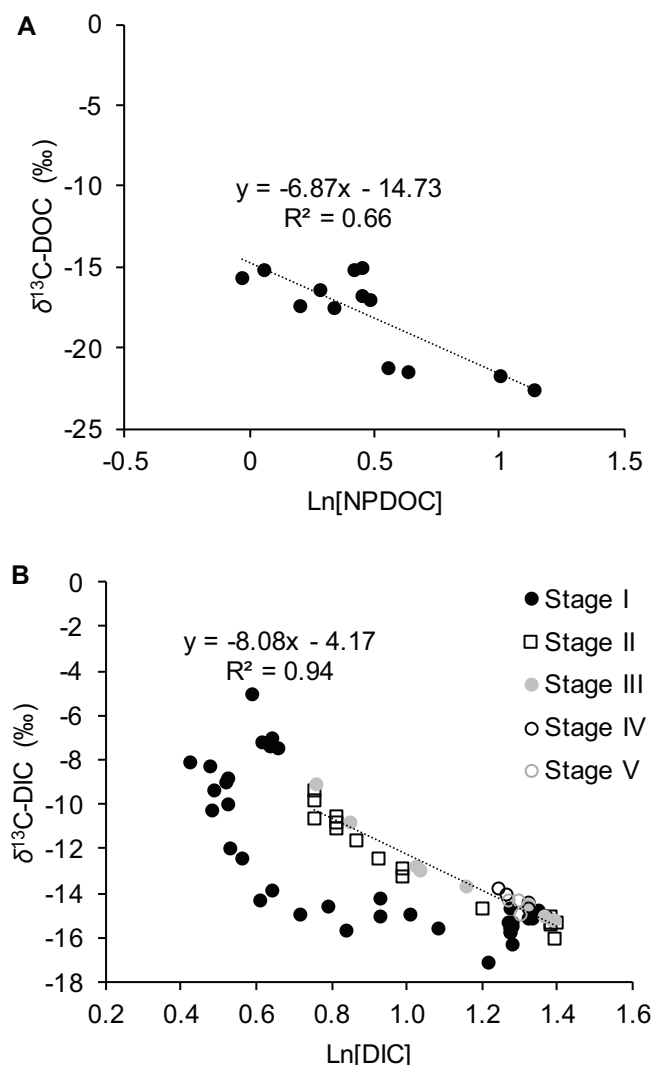 A
0
-5
-10
-15
-20
-25
δ¹³C-DOC (‰)
y = -6.87x - 14.73
R² = 0.66
-0.5 0 0.5 1 1.5
Ln[NPDOC]
B
0
-2
-4
-6
-8
-10
-12
-14
-16
-18
δ¹³C-DIC (‰)
y = -8.08x - 4.17
R² = 0.94
Stage I
Stage II
Stage III
Stage IV
Stage V
0.2 0.4 0.6 0.8 1.0 1.2 1.4 1.6
Ln[DIC]